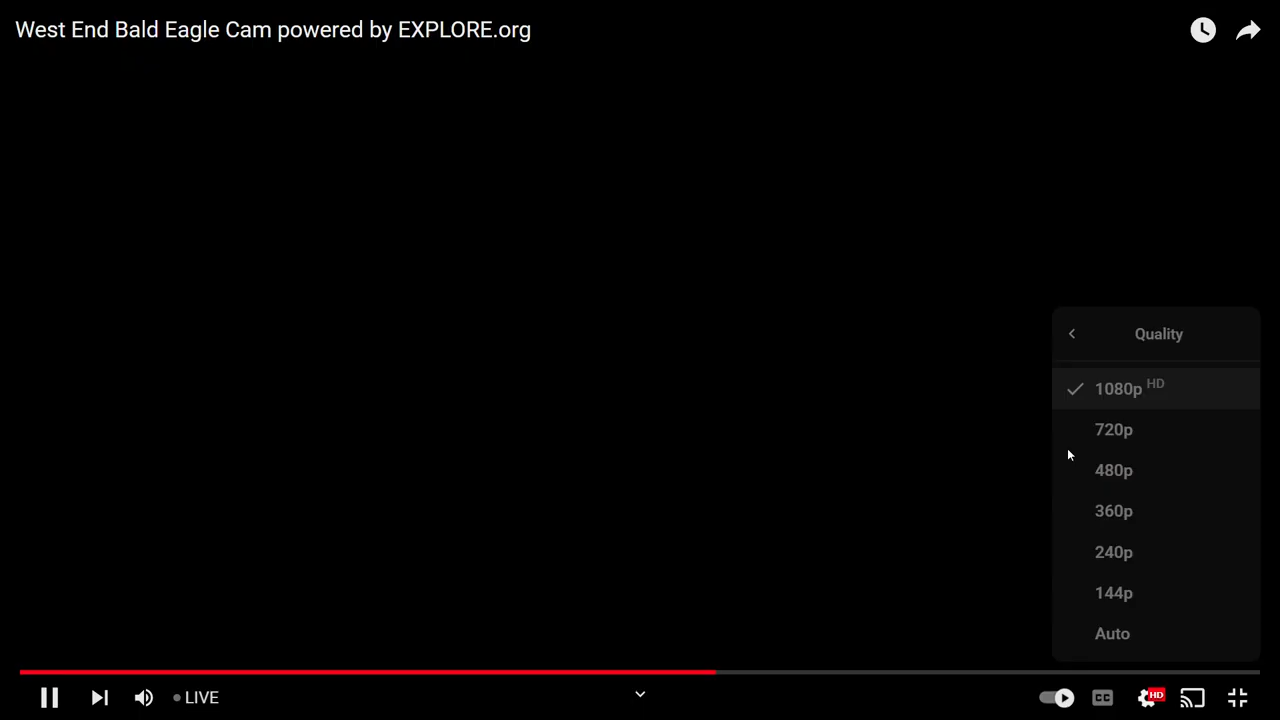 West End Bald Eagle Cam powered by EXPLORE.org
Quality
1080p HD
720p
480p
360p
240p
144p
Auto
LIVE
CC
HD